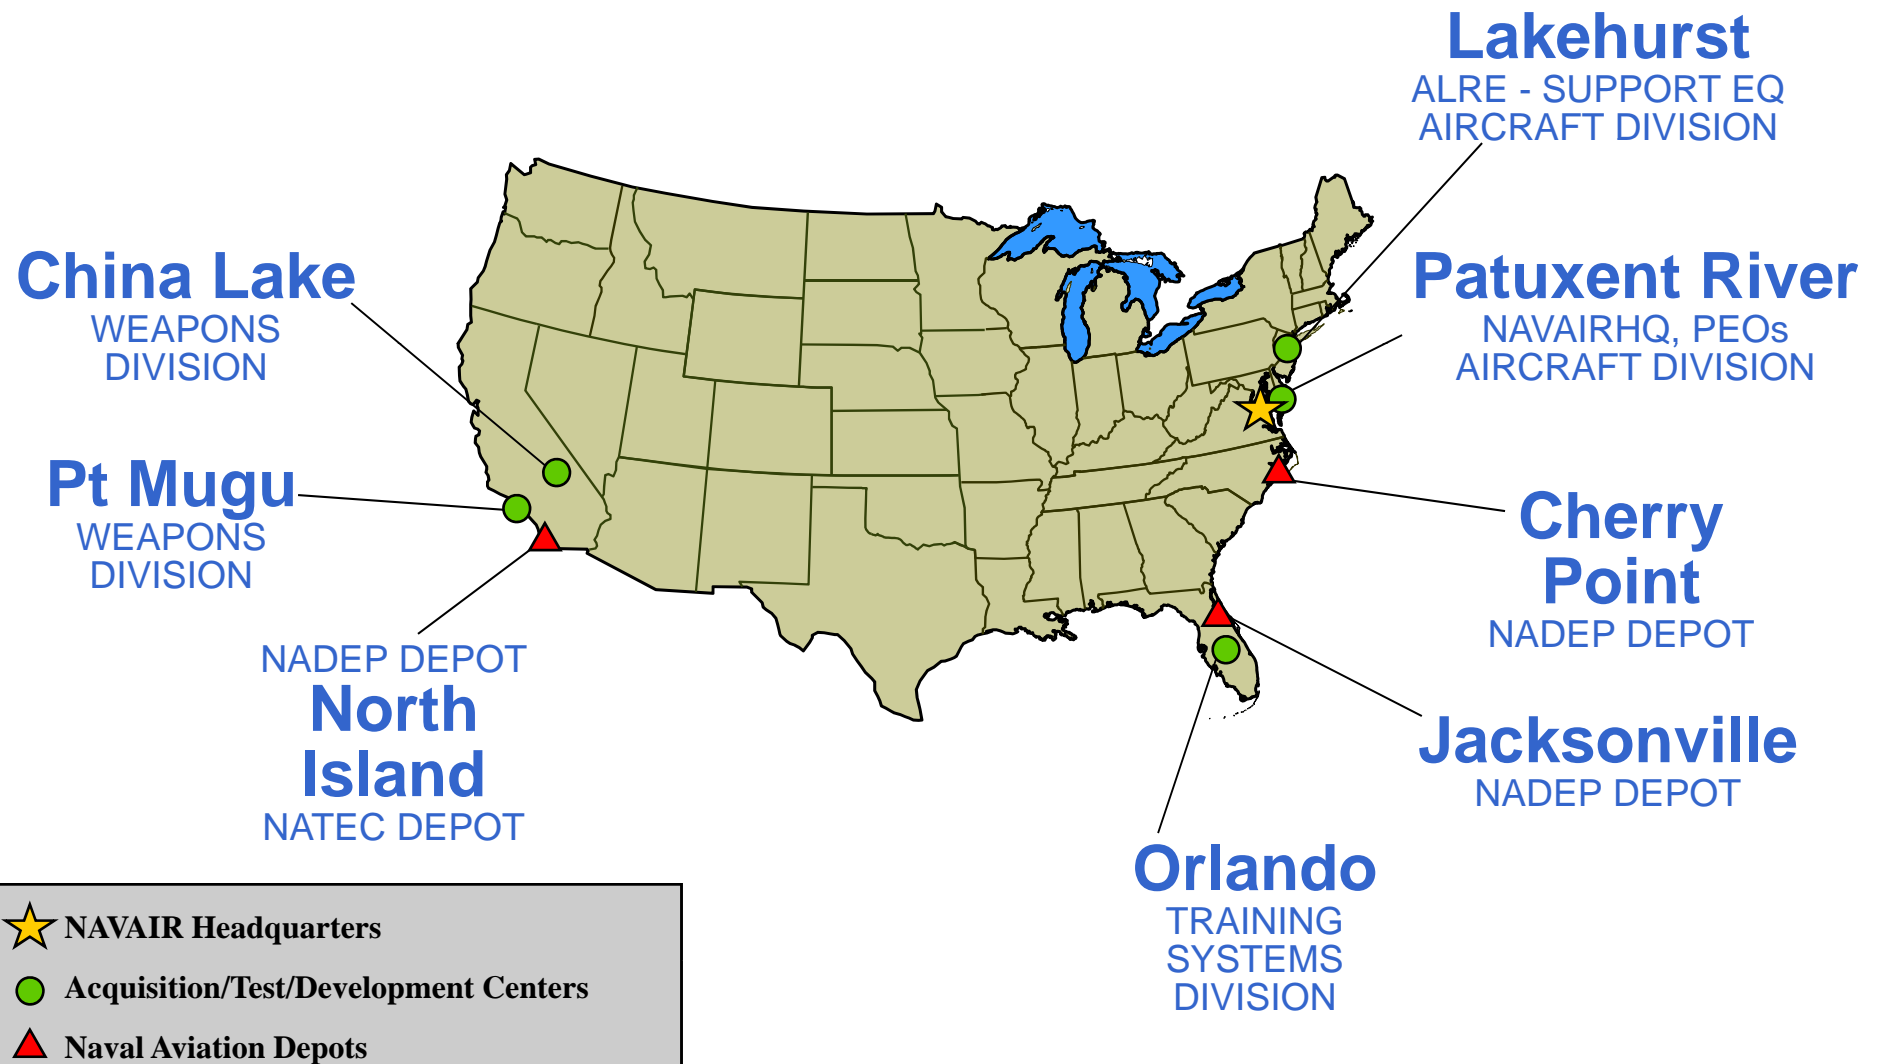 Lakehurst
ALRE - SUPPORT EQ
AIRCRAFT DIVISION
China Lake
WEAPONS
DIVISION
Patuxent River
NAVAIRHQ, PEOs
AIRCRAFT DIVISION
Pt Mugu
WEAPONS
DIVISION
Cherry
Point
NADEP DEPOT
NADEP DEPOT
North
Island
NATEC DEPOT
Jacksonville
NADEP DEPOT
Orlando
TRAINING
SYSTEMS
DIVISION
NAVAIR Headquarters
Acquisition/Test/Development Centers
Naval Aviation Depots